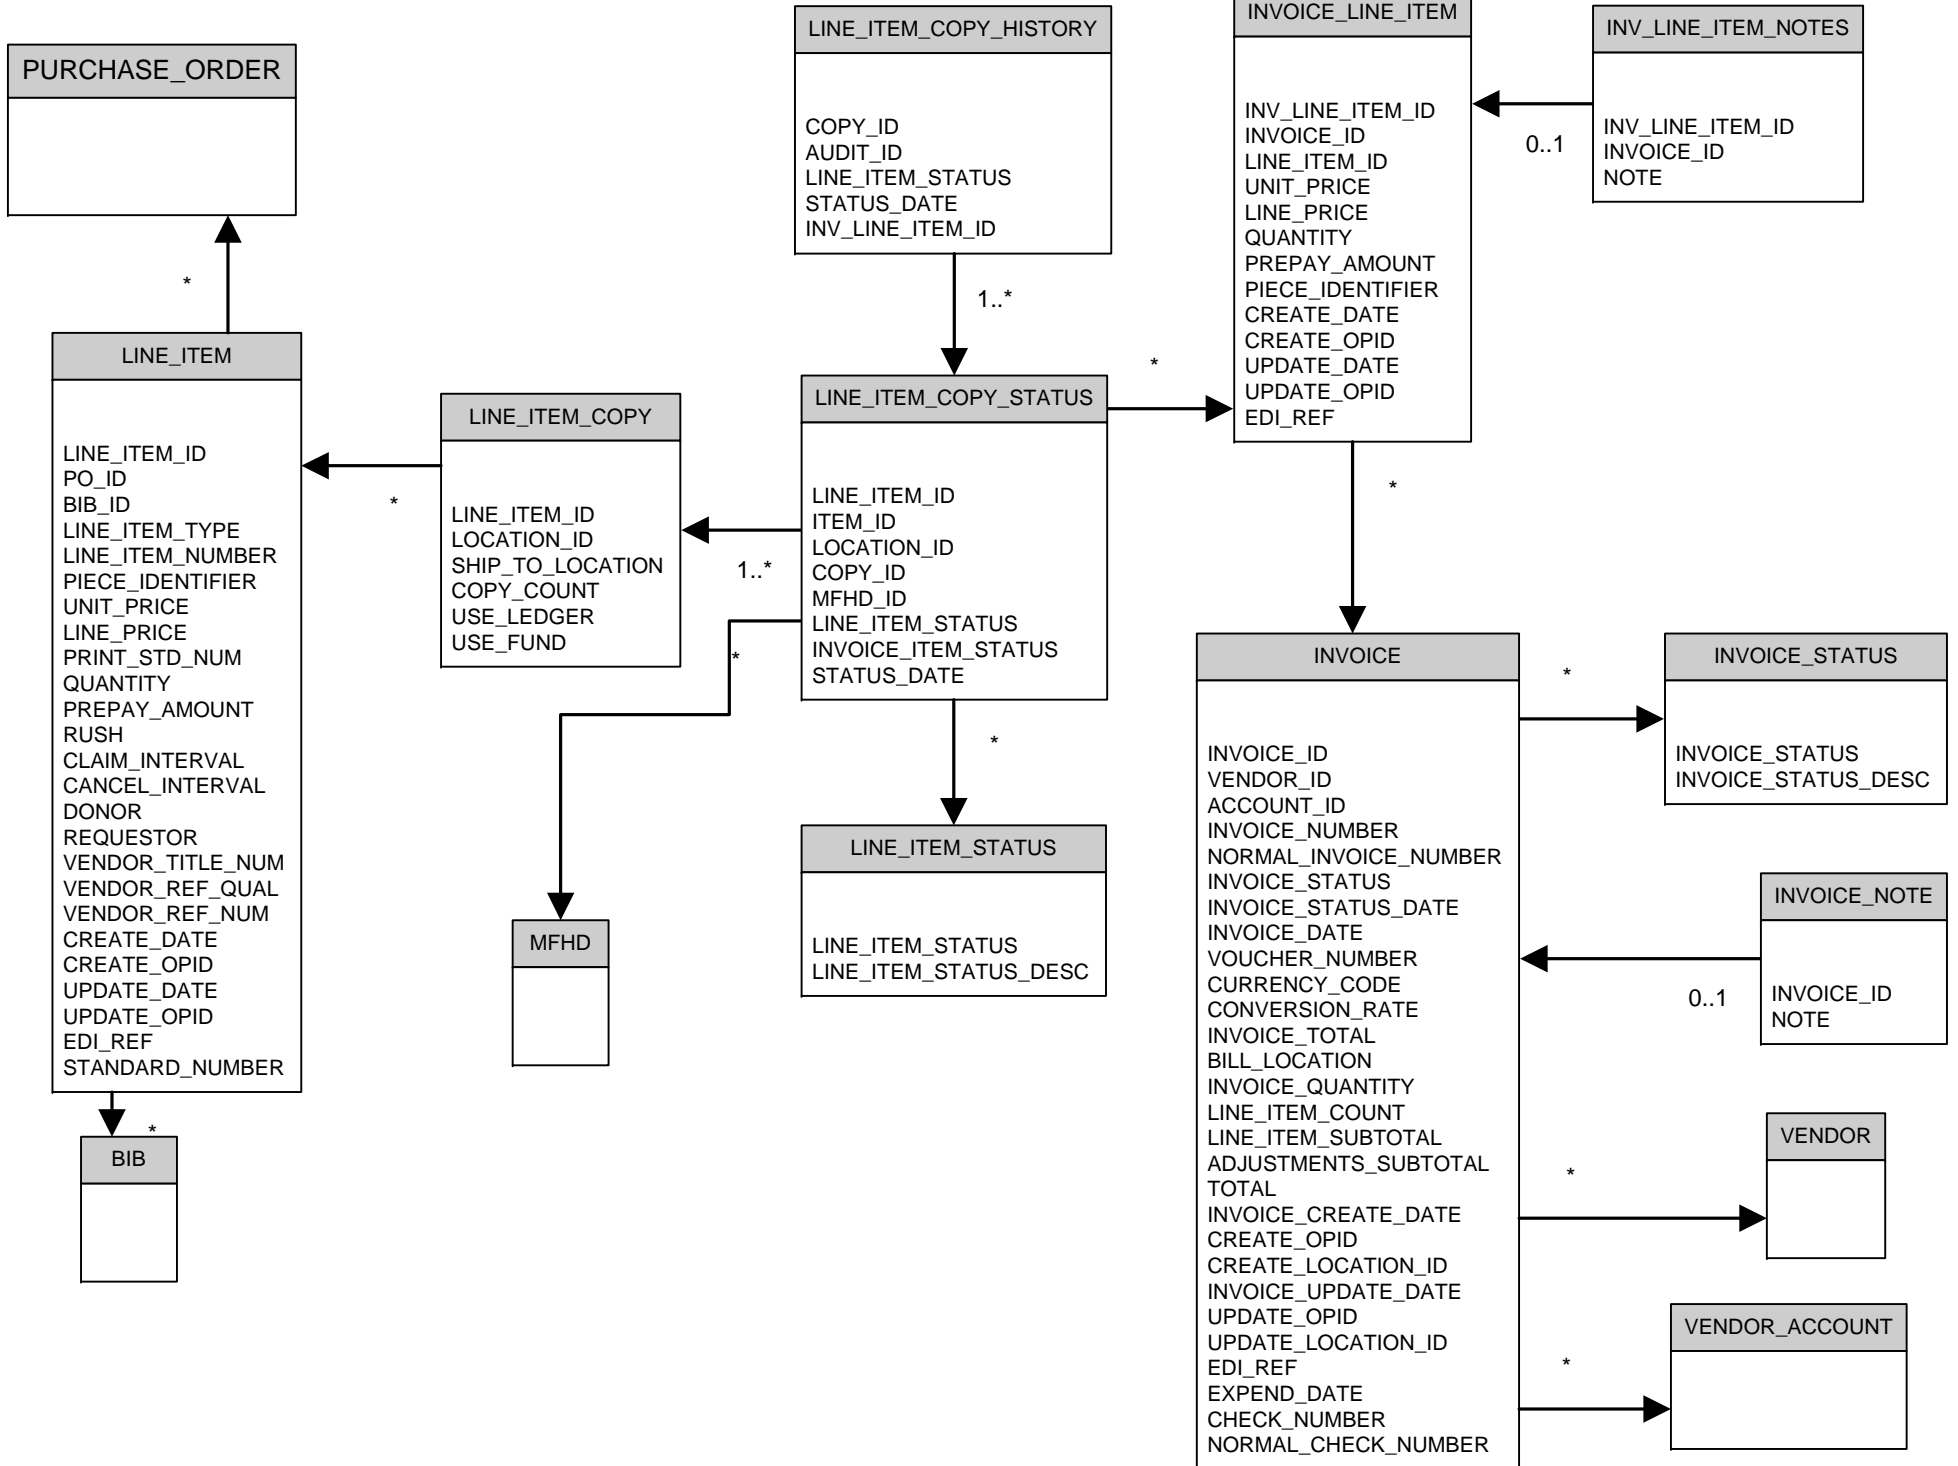 PURCHASE_ORDER
*
LINE_ITEM
LINE_ITEM_ID
PO_ID
BIB_ID
LINE_ITEM_TYPE
LINE_ITEM_NUMBER
PIECE_IDENTIFIER
UNIT_PRICE
LINE_PRICE
PRINT_STD_NUM
QUANTITY
PREPAY_AMOUNT
RUSH
CLAIM_INTERVAL
CANCEL_INTERVAL
DONOR
REQUESTOR
VENDOR_TITLE_NUM
VENDOR_REF_QUAL
VENDOR_REF_NUM
CREATE_DATE
CREATE_OPID
UPDATE_DATE
UPDATE_OPID
EDI_REF
STANDARD_NUMBER
*
BIB
LINE_ITEM_COPY
*
LINE_ITEM_ID
LOCATION_ID
SHIP_TO_LOCATION
COPY_COUNT
USE_LEDGER
USE_FUND
1..*
*
MFHD
LINE_ITEM_COPY_HISTORY
COPY_ID
AUDIT_ID
LINE_ITEM_STATUS
STATUS_DATE
INV_LINE_ITEM_ID
1..*
LINE_ITEM_COPY_STATUS
*
LINE_ITEM_ID
ITEM_ID
LOCATION_ID
COPY_ID
MFHD_ID
LINE_ITEM_STATUS
INVOICE_ITEM_STATUS
STATUS_DATE
*
LINE_ITEM_STATUS
LINE_ITEM_STATUS
LINE_ITEM_STATUS_DESC
INVOICE_LINE_ITEM
INV_LINE_ITEM_ID
INVOICE_ID
LINE_ITEM_ID
UNIT_PRICE
LINE_PRICE
QUANTITY
PREPAY_AMOUNT
PIECE_IDENTIFIER
CREATE_DATE
CREATE_OPID
UPDATE_DATE
UPDATE_OPID
EDI_REF
*
INV_LINE_ITEM_NOTES
0..1
INV_LINE_ITEM_ID
INVOICE_ID
NOTE
INVOICE
INVOICE_ID
VENDOR_ID
ACCOUNT_ID
INVOICE_NUMBER
NORMAL_INVOICE_NUMBER
INVOICE_STATUS
INVOICE_STATUS_DATE
INVOICE_DATE
VOUCHER_NUMBER
CURRENCY_CODE
CONVERSION_RATE
INVOICE_TOTAL
BILL_LOCATION
INVOICE_QUANTITY
LINE_ITEM_COUNT
LINE_ITEM_SUBTOTAL
ADJUSTMENTS_SUBTOTAL
TOTAL
INVOICE_CREATE_DATE
CREATE_OPID
CREATE_LOCATION_ID
INVOICE_UPDATE_DATE
UPDATE_OPID
UPDATE_LOCATION_ID
EDI_REF
EXPEND_DATE
CHECK_NUMBER
NORMAL_CHECK_NUMBER
*
INVOICE_STATUS
INVOICE_STATUS
INVOICE_STATUS_DESC
INVOICE_NOTE
0..1
INVOICE_ID
NOTE
*
VENDOR
*
VENDOR_ACCOUNT